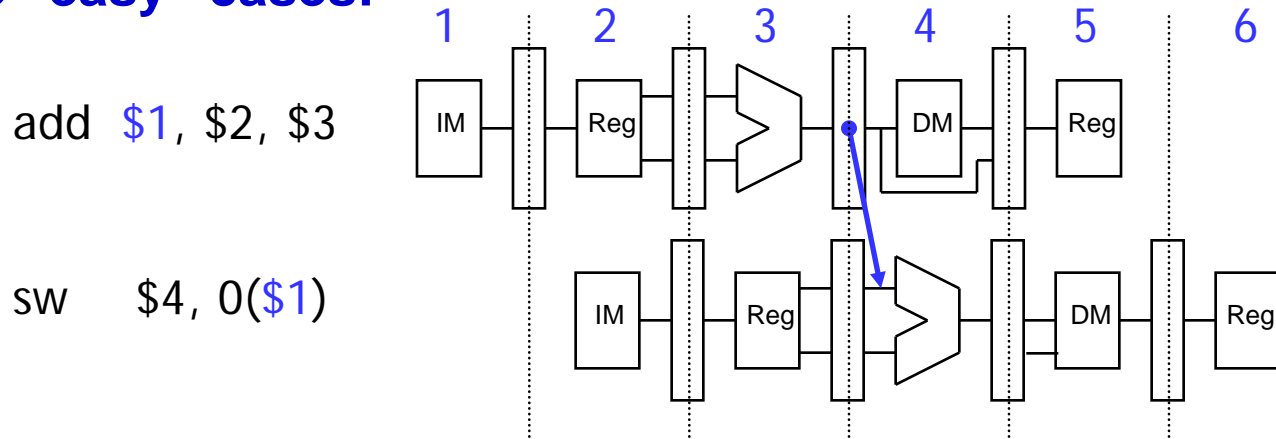 easy cases.
1 2 3 4 5 6
add $1, $2, $3
IM Reg DM Reg
sw $4, 0($1)
IM Reg DM Reg